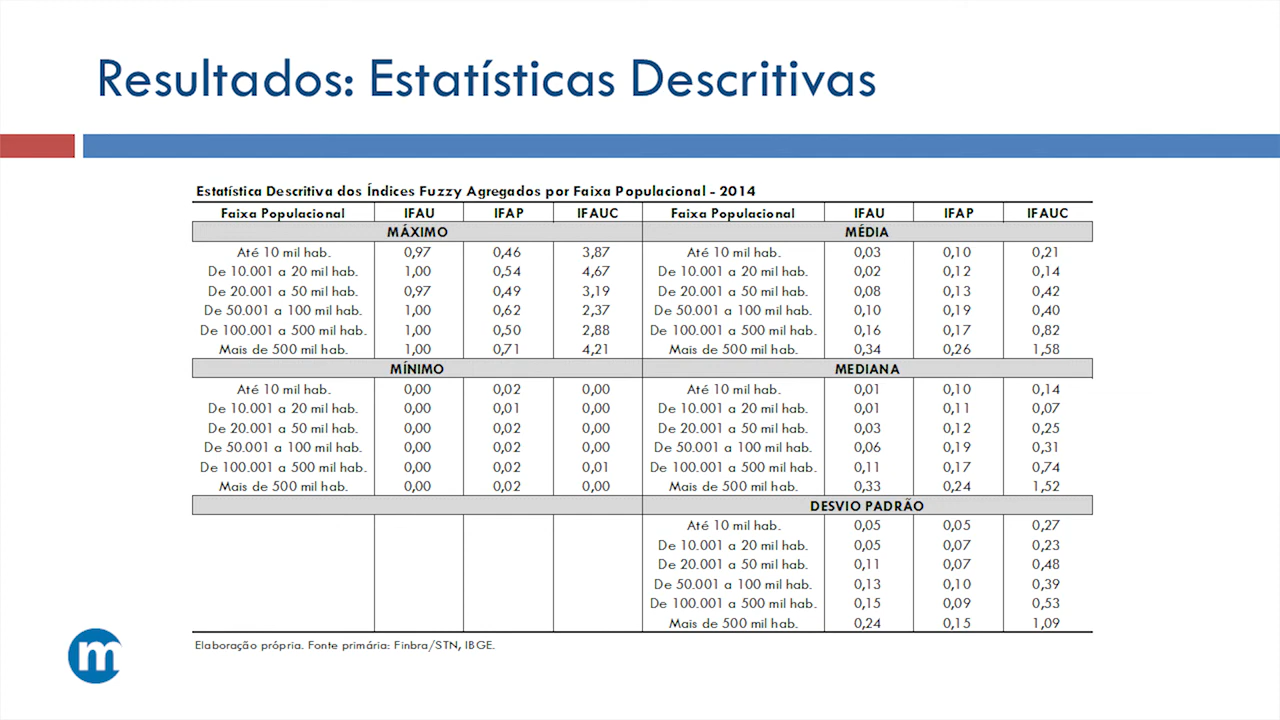 Resultados: Estatísticas Descritivas
Estatística Descritiva dos Índices Fuzzy Agregados por Faixa Populacional - 2014
Faixa Populacional IFAU IFAP IFAUC Faixa Populacional IFAU IFAP IFAUC
MÁXIMO MÉDIA
Até 10 mil hab. 0,97 0,46 3,87 Até 10 mil hab. 0,03 0,10 0,21
De 10.001 a 20 mil hab. 1,00 0,54 4,67 De 10.001 a 20 mil hab. 0,02 0,12 0,14
De 20.001 a 50 mil hab. 0,97 0,49 3,19 De 20.001 a 50 mil hab. 0,08 0,13 0,42
De 50.001 a 100 mil hab. 1,00 0,62 2,37 De 50.001 a 100 mil hab. 0,10 0,19 0,40
De 100.001 a 500 mil hab. 1,00 0,50 2,88 De 100.001 a 500 mil hab. 0,16 0,17 0,82
Mais de 500 mil hab. 1,00 0,71 4,21 Mais de 500 mil hab. 0,34 0,26 1,58
MÍNIMO MEDIANA
Até 10 mil hab. 0,00 0,02 0,00 Até 10 mil hab. 0,01 0,10 0,14
De 10.001 a 20 mil hab. 0,00 0,01 0,00 De 10.001 a 20 mil hab. 0,01 0,11 0,07
De 20.001 a 50 mil hab. 0,00 0,02 0,00 De 20.001 a 50 mil hab. 0,03 0,12 0,25
De 50.001 a 100 mil hab. 0,00 0,02 0,00 De 50.001 a 100 mil hab. 0,06 0,19 0,31
De 100.001 a 500 mil hab. 0,00 0,02 0,01 De 100.001 a 500 mil hab. 0,11 0,17 0,74
Mais de 500 mil hab. 0,00 0,02 0,00 Mais de 500 mil hab. 0,33 0,24 1,52
DESVIO PADRÃO
Até 10 mil hab. 0,05 0,05 0,27
De 10.001 a 20 mil hab. 0,05 0,07 0,23
De 20.001 a 50 mil hab. 0,11 0,07 0,48
De 50.001 a 100 mil hab. 0,13 0,10 0,39
De 100.001 a 500 mil hab. 0,15 0,09 0,53
Mais de 500 mil hab. 0,24 0,15 1,09
Elaboração própria. Fonte primária: Finbra/STN, IBGE.
m